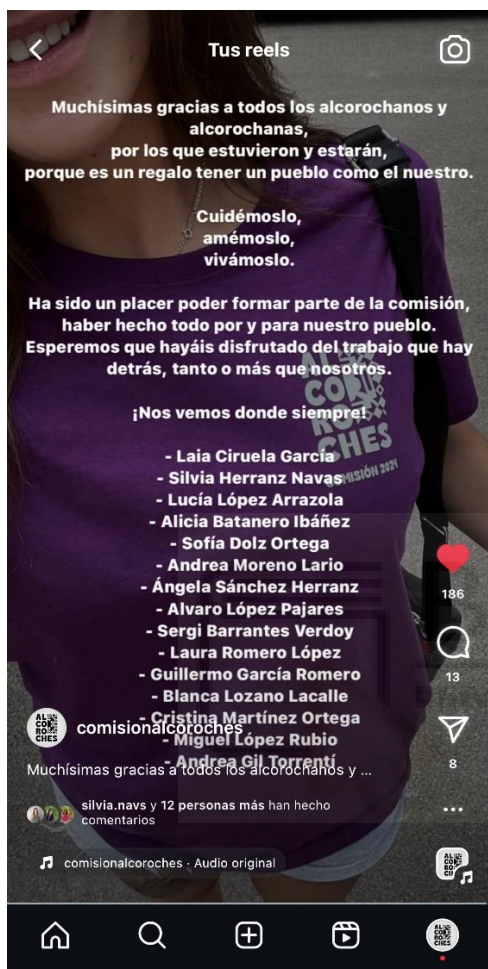 Tus reels
Muchísimas gracias a todos los alcorochanos y
alcorochanas,
por los que estuvieron y estarán,
porque es un regalo tener un pueblo como el nuestro.
Cuidémoslo,
amémoslo,
vivámoslo.
Ha sido un placer poder formar parte de la comisión,
haber hecho todo por y para nuestro pueblo.
Esperemos que hayáis disfrutado del trabajo que hay
detrás, tanto o más que nosotros.
¡Nos vemos donde siempre!
- Laia Ciruela García
- Silvia Herranz Navas
- Lucía López Arrazola
- Alicia Batanero Ibáñez
- Sofía Dolz Ortega
- Andrea Moreno Lario
- Ángela Sánchez Herranz
- Alvaro López Pajares
- Sergi Barrantes Verdoy
- Laura Romero López
- Guillermo García Romero
- Blanca Lozano Lacalle
- Cristina Martínez Ortega
- Miguel López Rubio
- Andrea Gil Torrentí
AL
CO
RO
CHES
COMISIÓN 2024
186
13
8
comisionalcoroches
Muchísimas gracias a todos los alcorochanos y ...
silvia.navs y 12 personas más han hecho
comentarios
comisionalcoroches · Audio original